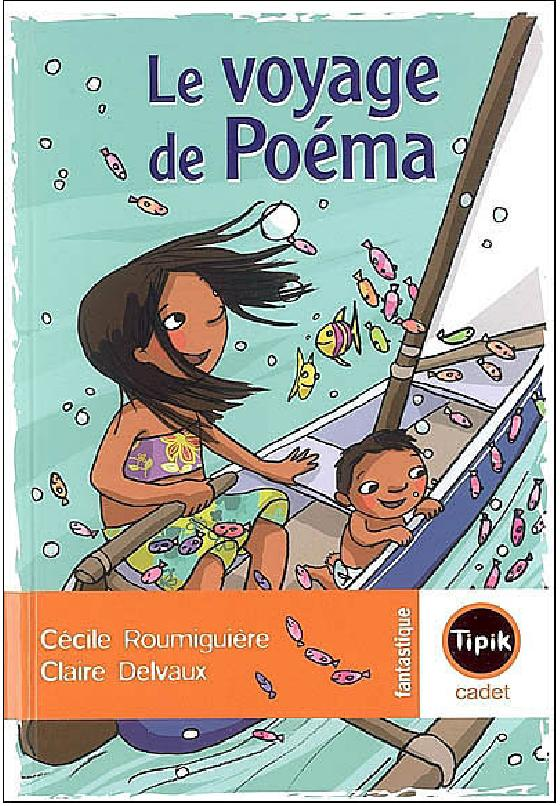 Le voyage
de Poéma
Cécile Roumiguière
Claire Delvaux
fantastique
Tipik
cadet